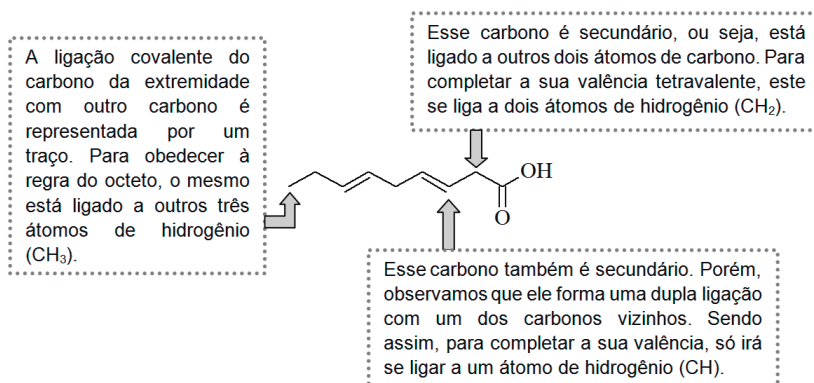 A ligação covalente do
carbono da extremidade
com outro carbono é
representada por um
traço. Para obedecer à
regra do octeto, o mesmo
está ligado a outros três
átomos de hidrogênio
(CH₃).
Esse carbono é secundário, ou seja, está
ligado a outros dois átomos de carbono. Para
completar a sua valência tetravalente, este
se liga a dois átomos de hidrogênio (CH₂).
OH
O
Esse carbono também é secundário. Porém,
observamos que ele forma uma dupla ligação
com um dos carbonos vizinhos. Sendo
assim, para completar a sua valência, só irá
se ligar a um átomo de hidrogênio (CH).